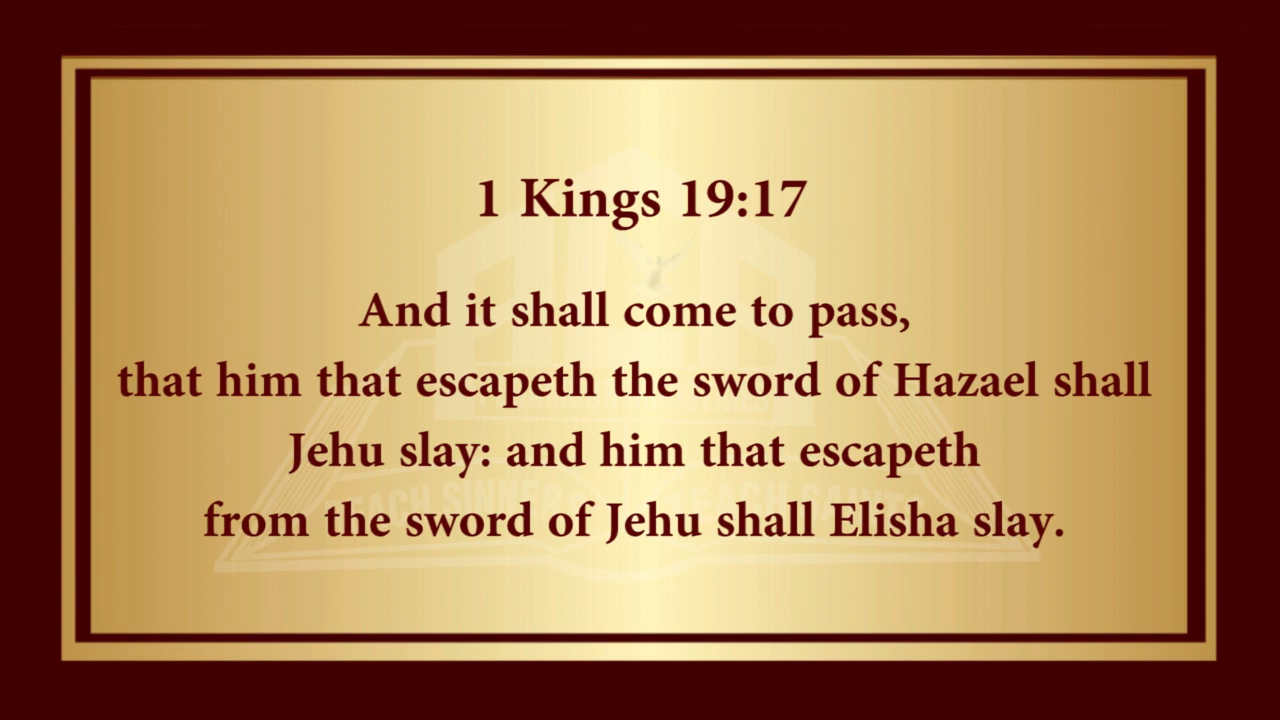 1 Kings 19:17
And it shall come to pass,
that him that escapeth the sword of Hazael shall
Jehu slay: and him that escapeth
from the sword of Jehu shall Elisha slay.